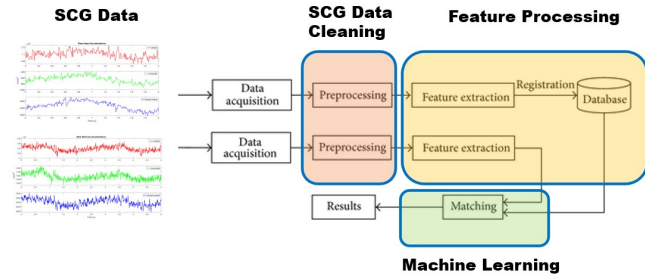 SCG Data
SCG Data
Cleaning
Feature Processing
Data
acquisition
Preprocessing
Feature extraction
Registration
Database
Data
acquisition
Preprocessing
Feature extraction
Results
Matching
Machine Learning